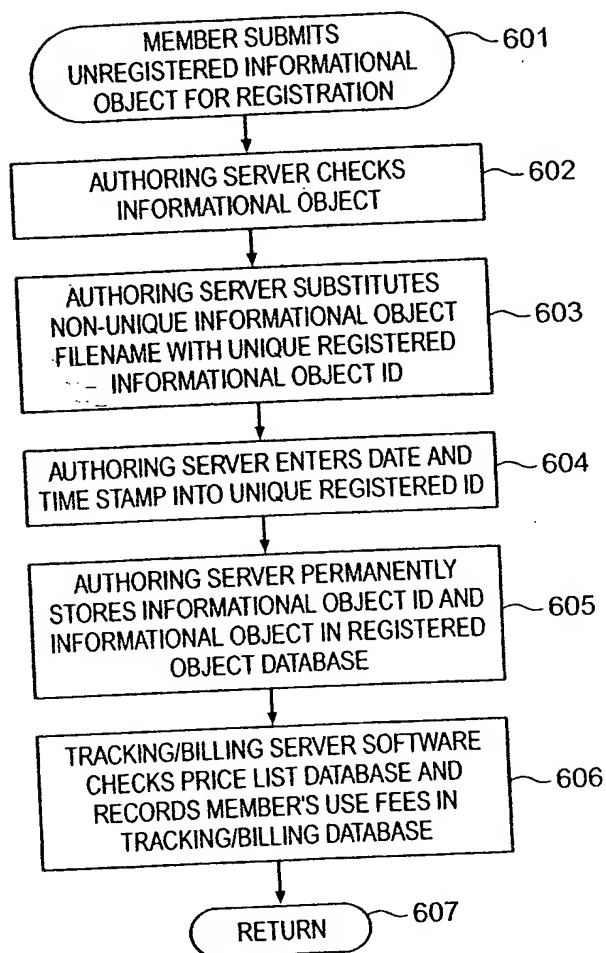 MEMBER SUBMITS
UNREGISTERED INFORMATIONAL
OBJECT FOR REGISTRATION
601
AUTHORING SERVER CHECKS
INFORMATIONAL OBJECT
602
AUTHORING SERVER SUBSTITUTES
NON-UNIQUE INFORMATIONAL OBJECT
FILENAME WITH UNIQUE REGISTERED
INFORMATIONAL OBJECT ID
603
AUTHORING SERVER ENTERS DATE AND
TIME STAMP INTO UNIQUE REGISTERED ID
604
AUTHORING SERVER PERMANENTLY
STORES INFORMATIONAL OBJECT ID AND
INFORMATIONAL OBJECT IN REGISTERED
OBJECT DATABASE
605
TRACKING/BILLING SERVER SOFTWARE
CHECKS PRICE LIST DATABASE AND
RECORDS MEMBER'S USE FEES IN
TRACKING/BILLING DATABASE
606
RETURN
607